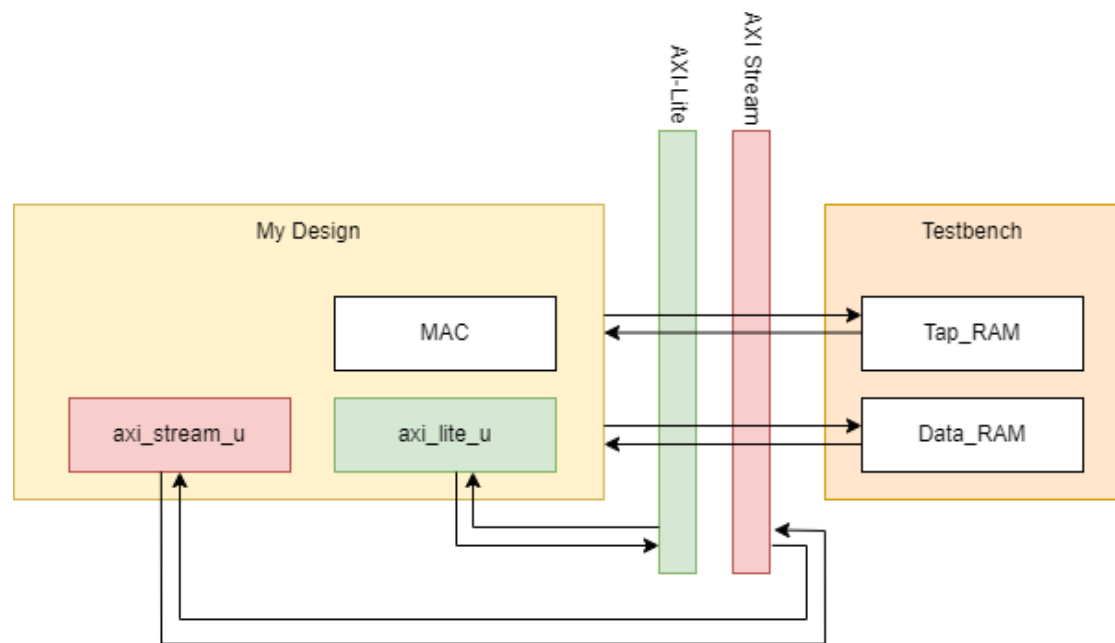 AXI-Lite
AXI Stream
My Design
Testbench
MAC
Tap_RAM
axi_stream_u
axi_lite_u
Data_RAM